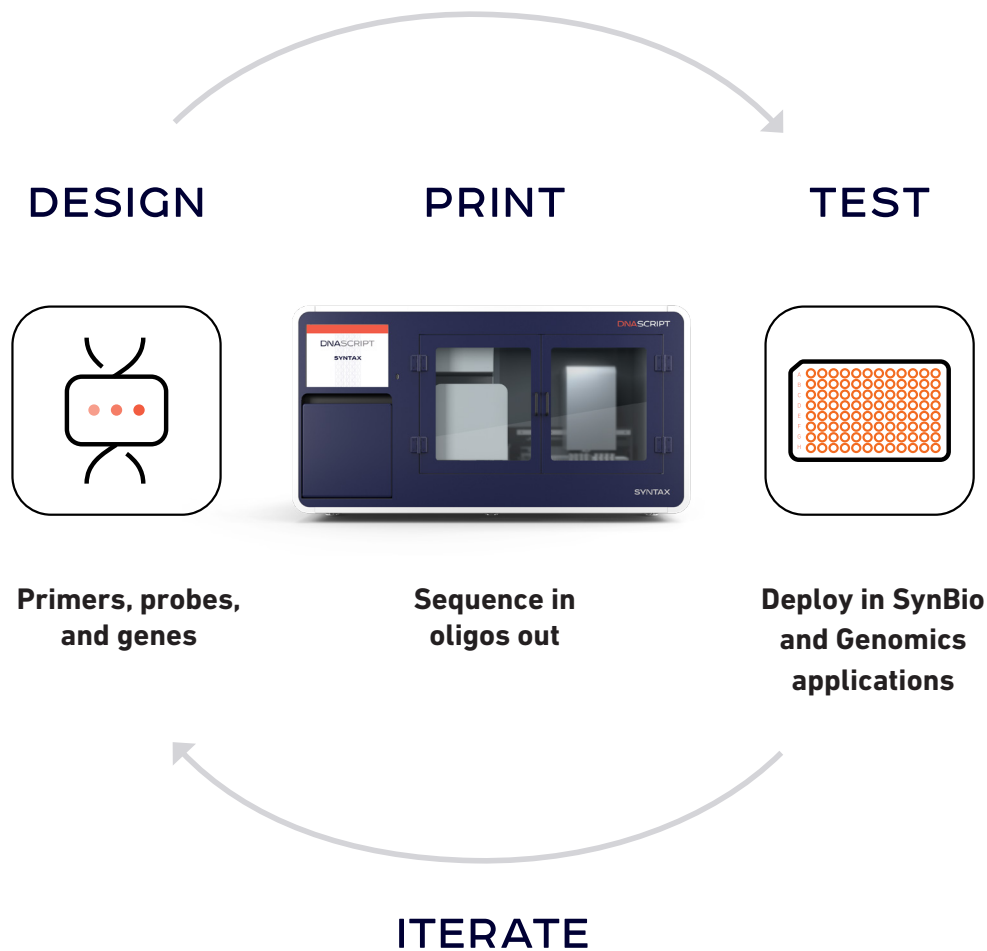 DESIGN
PRINT
TEST
DNASCRIPT
SYNTAX
DNASCRIPT
SYNTAX
A
B
C
D
E
F
G
H
Primers, probes,
and genes
Sequence in
oligos out
Deploy in SynBio
and Genomics
applications
ITERATE